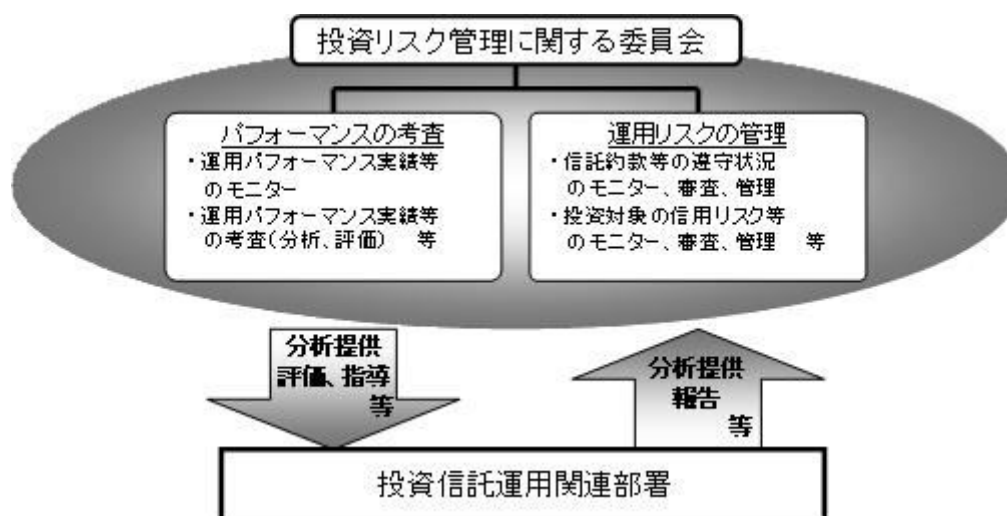 投資リスク管理に関する委員会
パフォーマンスの考査
・運用パフォーマンス実績等
のモニター
・運用パフォーマンス実績等
の考査(分析、評価) 等
運用リスクの管理
・信託約款等の遵守状況
のモニター、審査、管理
・投資対象の信用リスク等
のモニター、審査、管理 等
分析提供
評価、指導
等
分析提供
報告
等
投資信託運用関連部署